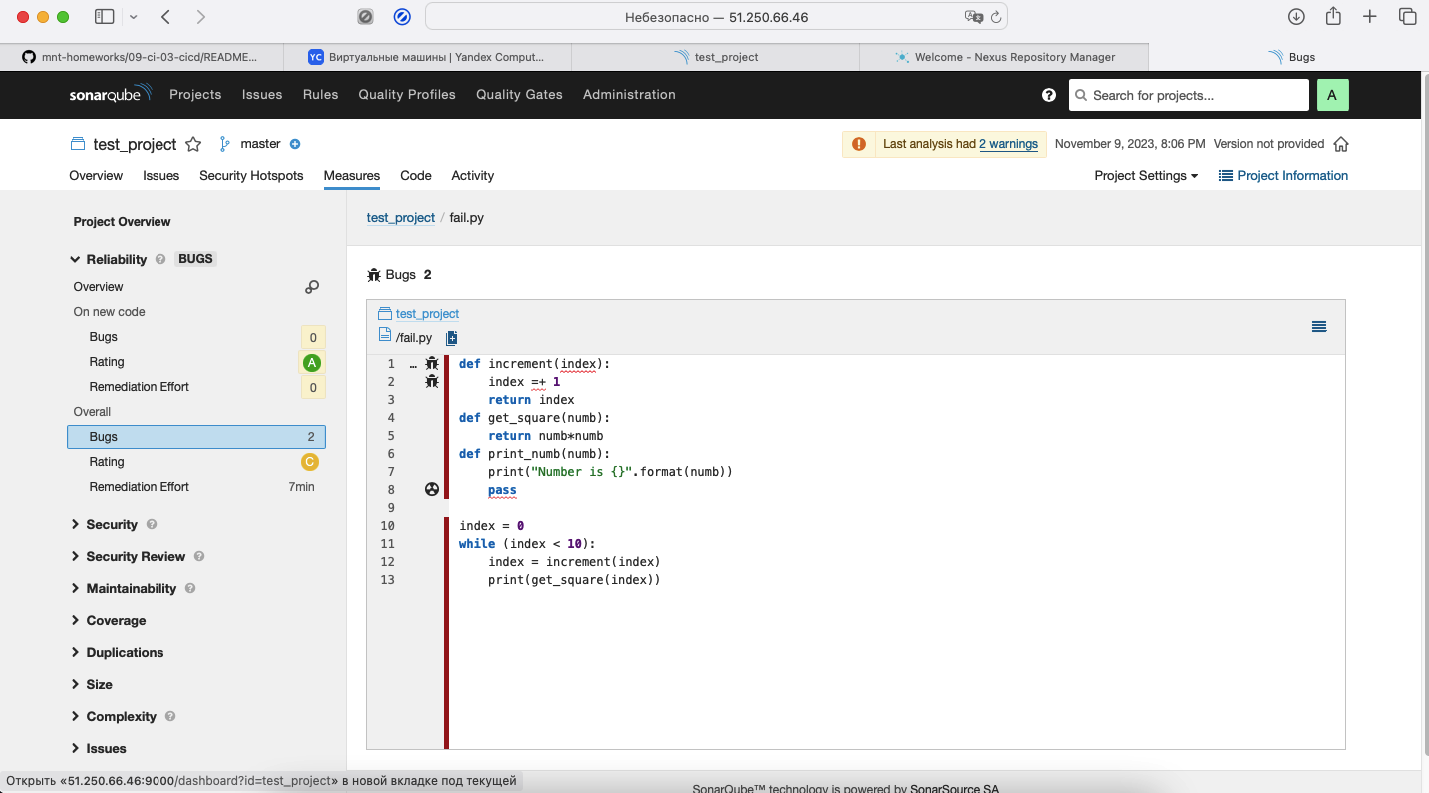 Небезопасно — 51.250.66.46
mnt-homeworks/09-ci-03-cicd/README...
YC Виртуальные машины | Yandex Comput...
test_project
Welcome - Nexus Repository Manager
Bugs
sonarqube Projects Issues Rules Quality Profiles Quality Gates Administration ? Search for projects... A
test_project master Last analysis had 2 warnings November 9, 2023, 8:06 PM Version not provided
Overview Issues Security Hotspots Measures Code Activity Project Settings Project Information
Project Overview
Reliability ? BUGS
Overview
On new code
Bugs 0
Rating A
Remediation Effort 0
Overall
Bugs 2
Rating C
Remediation Effort 7min
Security ?
Security Review ?
Maintainability ?
Coverage
Duplications
Size
Complexity ?
Issues
test_project / fail.py
Bugs 2
test_project
/fail.py
1 … def increment(index):
2 index =+ 1
3 return index
4 def get_square(numb):
5 return numb*numb
6 def print_numb(numb):
7 print("Number is {}".format(numb))
8 pass
9
10 index = 0
11 while (index < 10):
12 index = increment(index)
13 print(get_square(index))
Открыть «51.250.66.46:9000/dashboard?id=test_project» в новой вкладке под текущей
SonarQube™ technology is powered by SonarSource SA